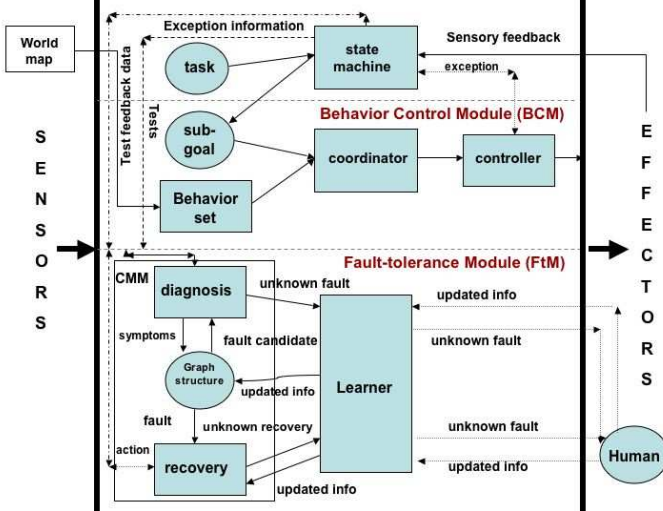 World
map
Exception information
Test feedback data
Tests
task
state
machine
Sensory feedback
exception
Behavior Control Module (BCM)
sub-
goal
coordinator
controller
Behavior
set
SENSORS
EFFECTORS
Fault-tolerance Module (FtM)
CMM
diagnosis
unknown fault
updated info
symptoms
fault candidate
unknown fault
Graph
structure
Learner
updated info
fault
unknown recovery
unknown fault
action
recovery
Human
updated info
updated info